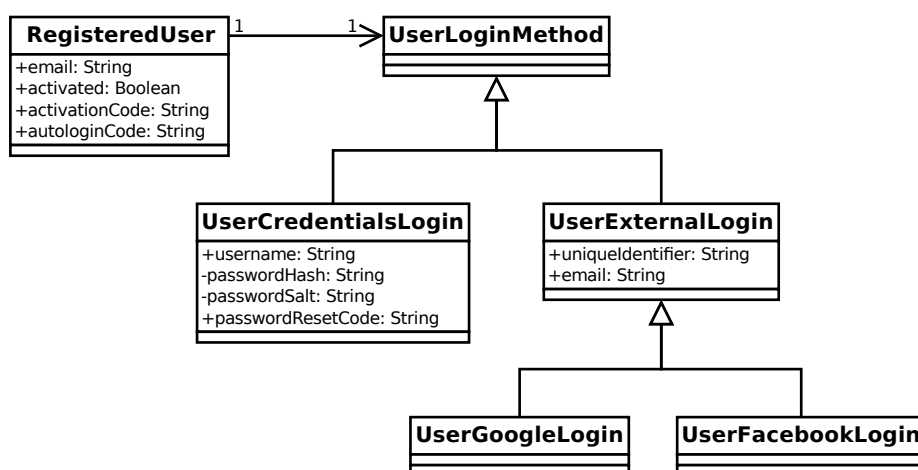 RegisteredUser
+email: String
+activated: Boolean
+activationCode: String
+autologinCode: String
1
1
UserLoginMethod
UserCredentialsLogin
+username: String
-passwordHash: String
-passwordSalt: String
+passwordResetCode: String
UserExternalLogin
+uniqueIdentifier: String
+email: String
UserGoogleLogin
UserFacebookLogin